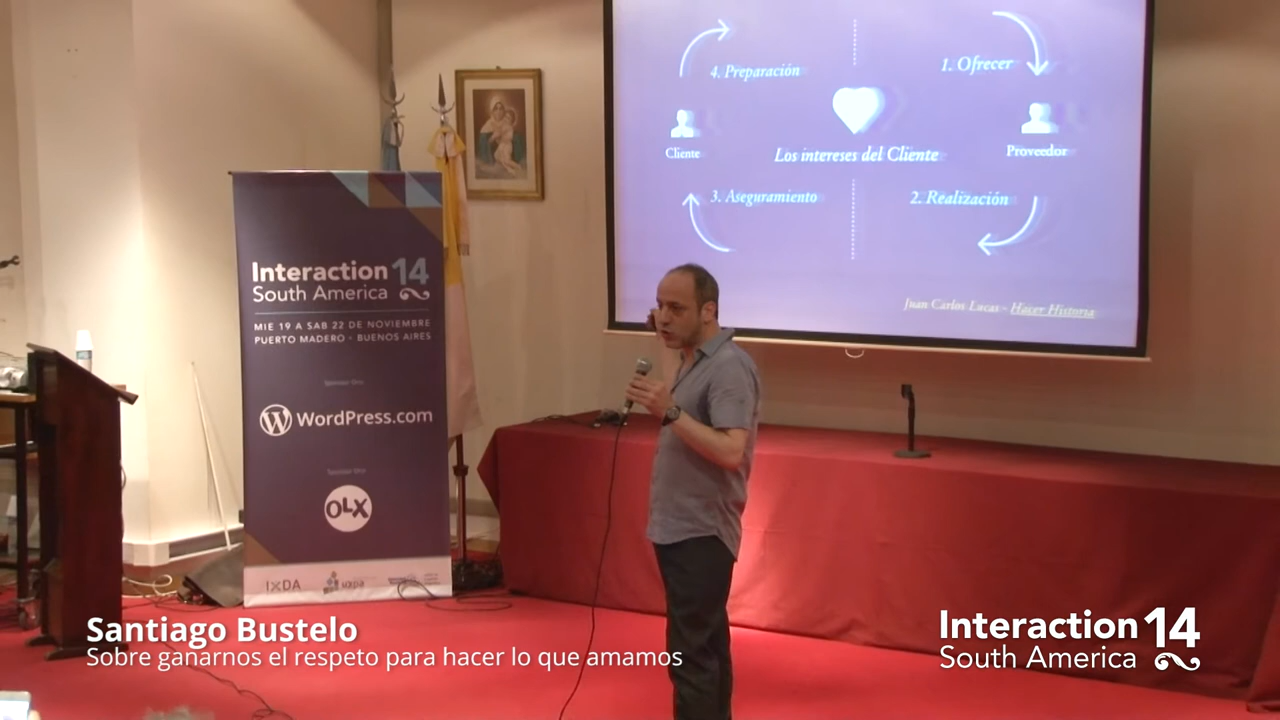 4. Preparación
1. Ofrecer
Cliente
Los intereses del Cliente
Proveedor
3. Aseguramiento
2. Realización
Juan Carlos Lucas - Hacer Historia
Interaction 14
South America
MIE 19 A SAB 22 DE NOVIEMBRE
PUERTO MADERO - BUENOS AIRES
WordPress.com
OLX
IxDA
Santiago Bustelo
Sobre ganarnos el respeto para hacer lo que amamos
Interaction 14
South America